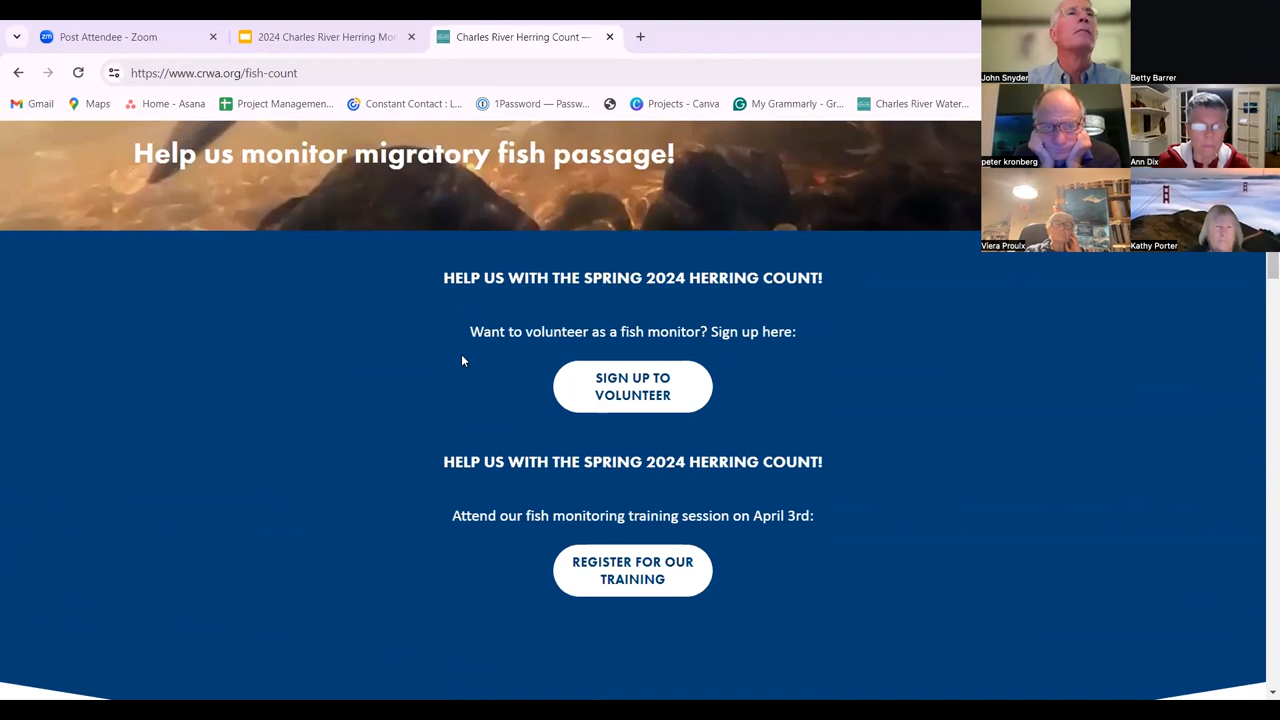 Post Attendee - Zoom
2024 Charles River Herring Mor
Charles River Herring Count —
https://www.crwa.org/fish-count
Gmail
Maps
Home - Asana
Project Managemen...
Constant Contact : L...
1Password — Passw...
Projects - Canva
My Grammarly - Gr...
Charles River Water...
Help us monitor migratory fish passage!
HELP US WITH THE SPRING 2024 HERRING COUNT!
Want to volunteer as a fish monitor? Sign up here:
SIGN UP TO
VOLUNTEER
HELP US WITH THE SPRING 2024 HERRING COUNT!
Attend our fish monitoring training session on April 3rd:
REGISTER FOR OUR
TRAINING
John Snyder
Betty Barrer
peter kronberg
Ann Dix
Viera Proulx
Kathy Porter